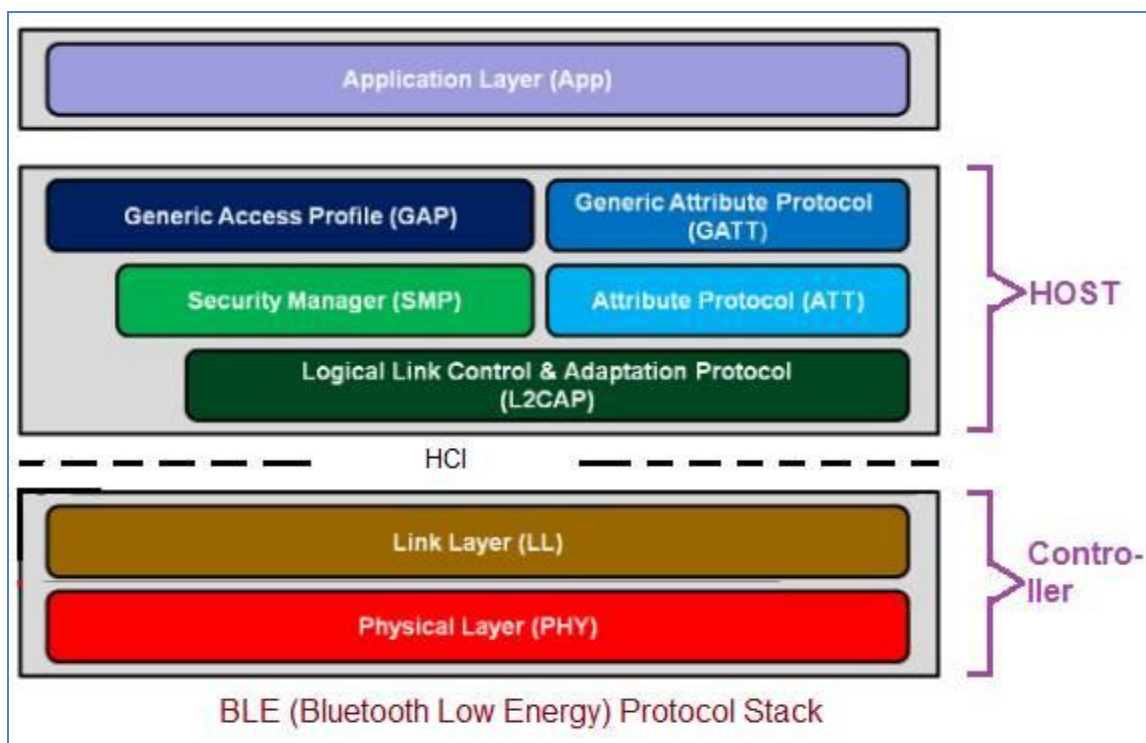 Application Layer (App)
Generic Access Profile (GAP)
Generic Attribute Protocol
(GATT)
Security Manager (SMP)
Attribute Protocol (ATT)
HOST
Logical Link Control & Adaptation Protocol
(L2CAP)
HCI
Link Layer (LL)
Contro-
ller
Physical Layer (PHY)
BLE (Bluetooth Low Energy) Protocol Stack